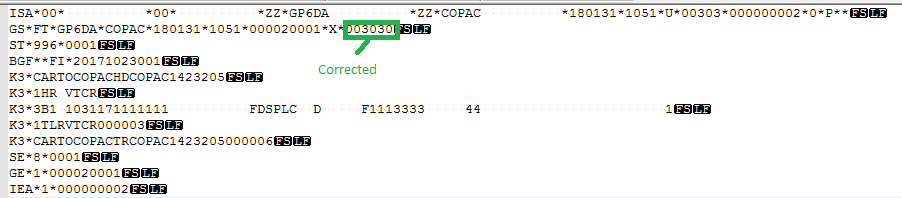 ISA*00*          *00*          *ZZ*GP6DA          *ZZ*COPAC          *180131*1051*U*00303*000000002*0*P**FSLF
GS*FT*GP6DA*COPAC*180131*1051*000020001*X*003030FSLF
ST*996*0001FSLF
BGF**FI*20171023001FSLF
K3*CARTOCOPACHDCOPAC1423205FSLF
Corrected
K3*1HR VTCRFSLF
K3*3B1 1031171111111          FDSPLC  D     F1113333     44                       1FSLF
K3*1TLRVTCR000003FSLF
K3*CARTOCOPACTRCOPAC1423205000006FSLF
SE*8*0001FSLF
GE*1*000020001FSLF
IEA*1*000000002FSLF